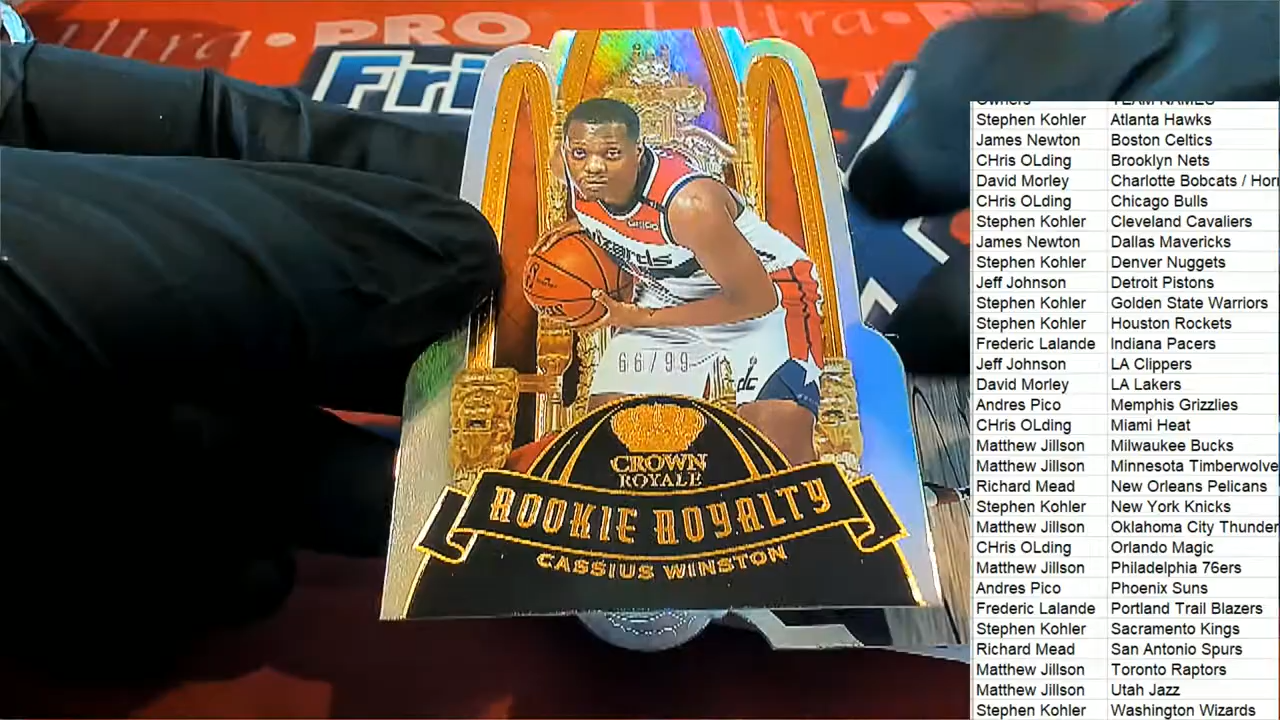 Ultra•PRO Ultra•PRO
Fri
wizards
66/99
dc
CROWN
ROYALE
ROOKIE ROYALTY
CASSIUS WINSTON
Owners TEAM NAMES
Stephen Kohler Atlanta Hawks
James Newton Boston Celtics
CHris OLding Brooklyn Nets
David Morley Charlotte Bobcats / Horn
CHris OLding Chicago Bulls
Stephen Kohler Cleveland Cavaliers
James Newton Dallas Mavericks
Stephen Kohler Denver Nuggets
Jeff Johnson Detroit Pistons
Stephen Kohler Golden State Warriors
Stephen Kohler Houston Rockets
Frederic Lalande Indiana Pacers
Jeff Johnson LA Clippers
David Morley LA Lakers
Andres Pico Memphis Grizzlies
CHris OLding Miami Heat
Matthew Jillson Milwaukee Bucks
Matthew Jillson Minnesota Timberwolve
Richard Mead New Orleans Pelicans
Stephen Kohler New York Knicks
Matthew Jillson Oklahoma City Thunder
CHris OLding Orlando Magic
Matthew Jillson Philadelphia 76ers
Andres Pico Phoenix Suns
Frederic Lalande Portland Trail Blazers
Stephen Kohler Sacramento Kings
Richard Mead San Antonio Spurs
Matthew Jillson Toronto Raptors
Matthew Jillson Utah Jazz
Stephen Kohler Washington Wizards